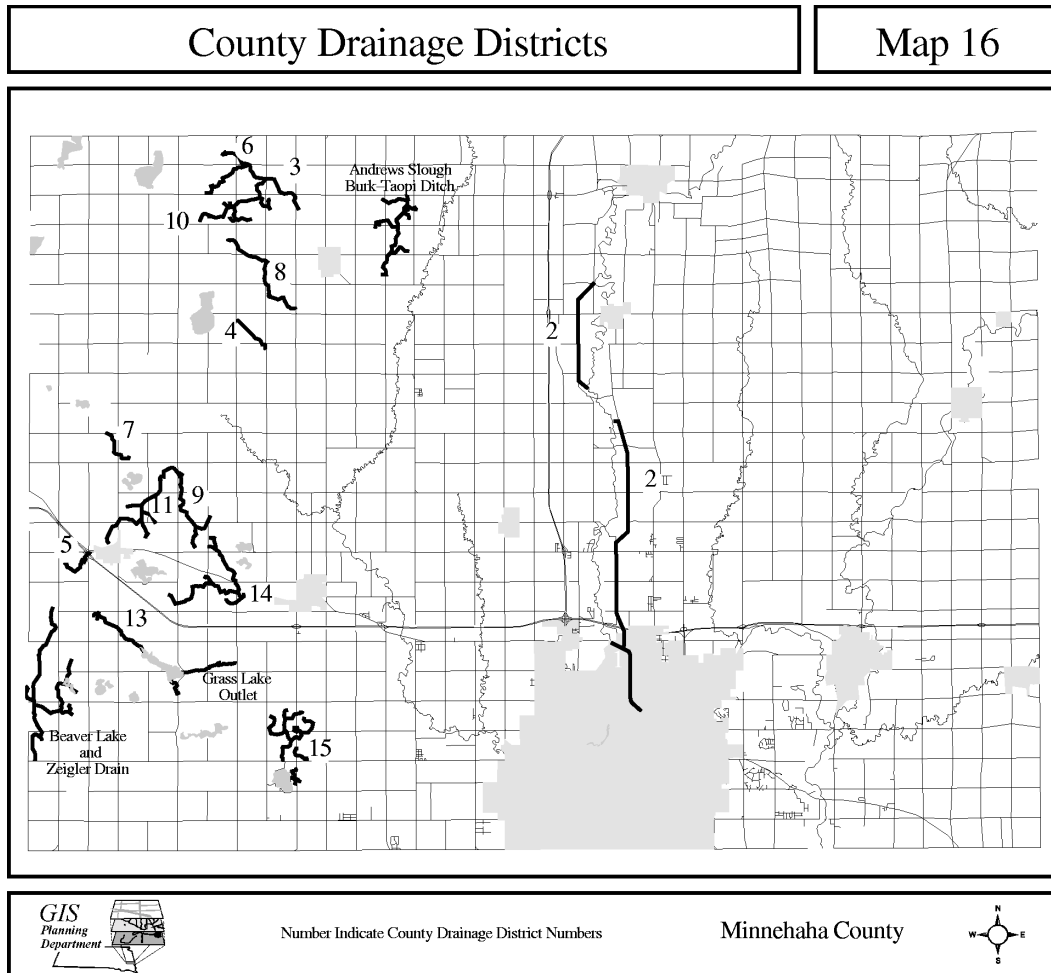 County Drainage Districts
Map 16
6
3
Andrews Slough
Burk-Taopi Ditch
10
8
4
2
7
2
9
11
5
14
13
Grass Lake
Outlet
Beaver Lake
and
Zeigler Drain
15
GIS
Planning
Department
Number Indicate County Drainage District Numbers
Minnehaha County
N
W
E
S